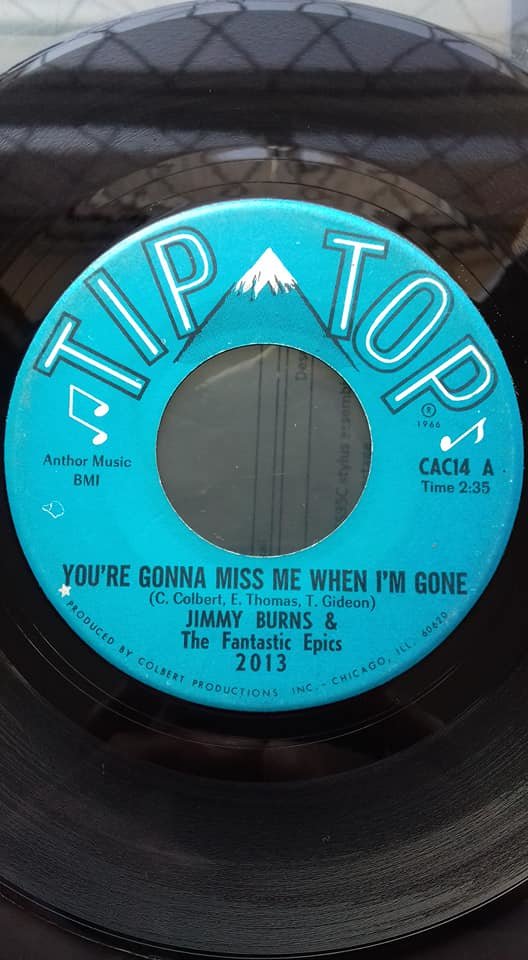 TIP TOP
℗
1966
Anthor Music
BMI
CAC14 A
Time 2:35
YOU'RE GONNA MISS ME WHEN I'M GONE
(C. Colbert, E. Thomas, T. Gideon)
JIMMY BURNS &
The Fantastic Epics
2013
PRODUCED BY COLBERT PRODUCTIONS INC. - CHICAGO, ILL. 60620